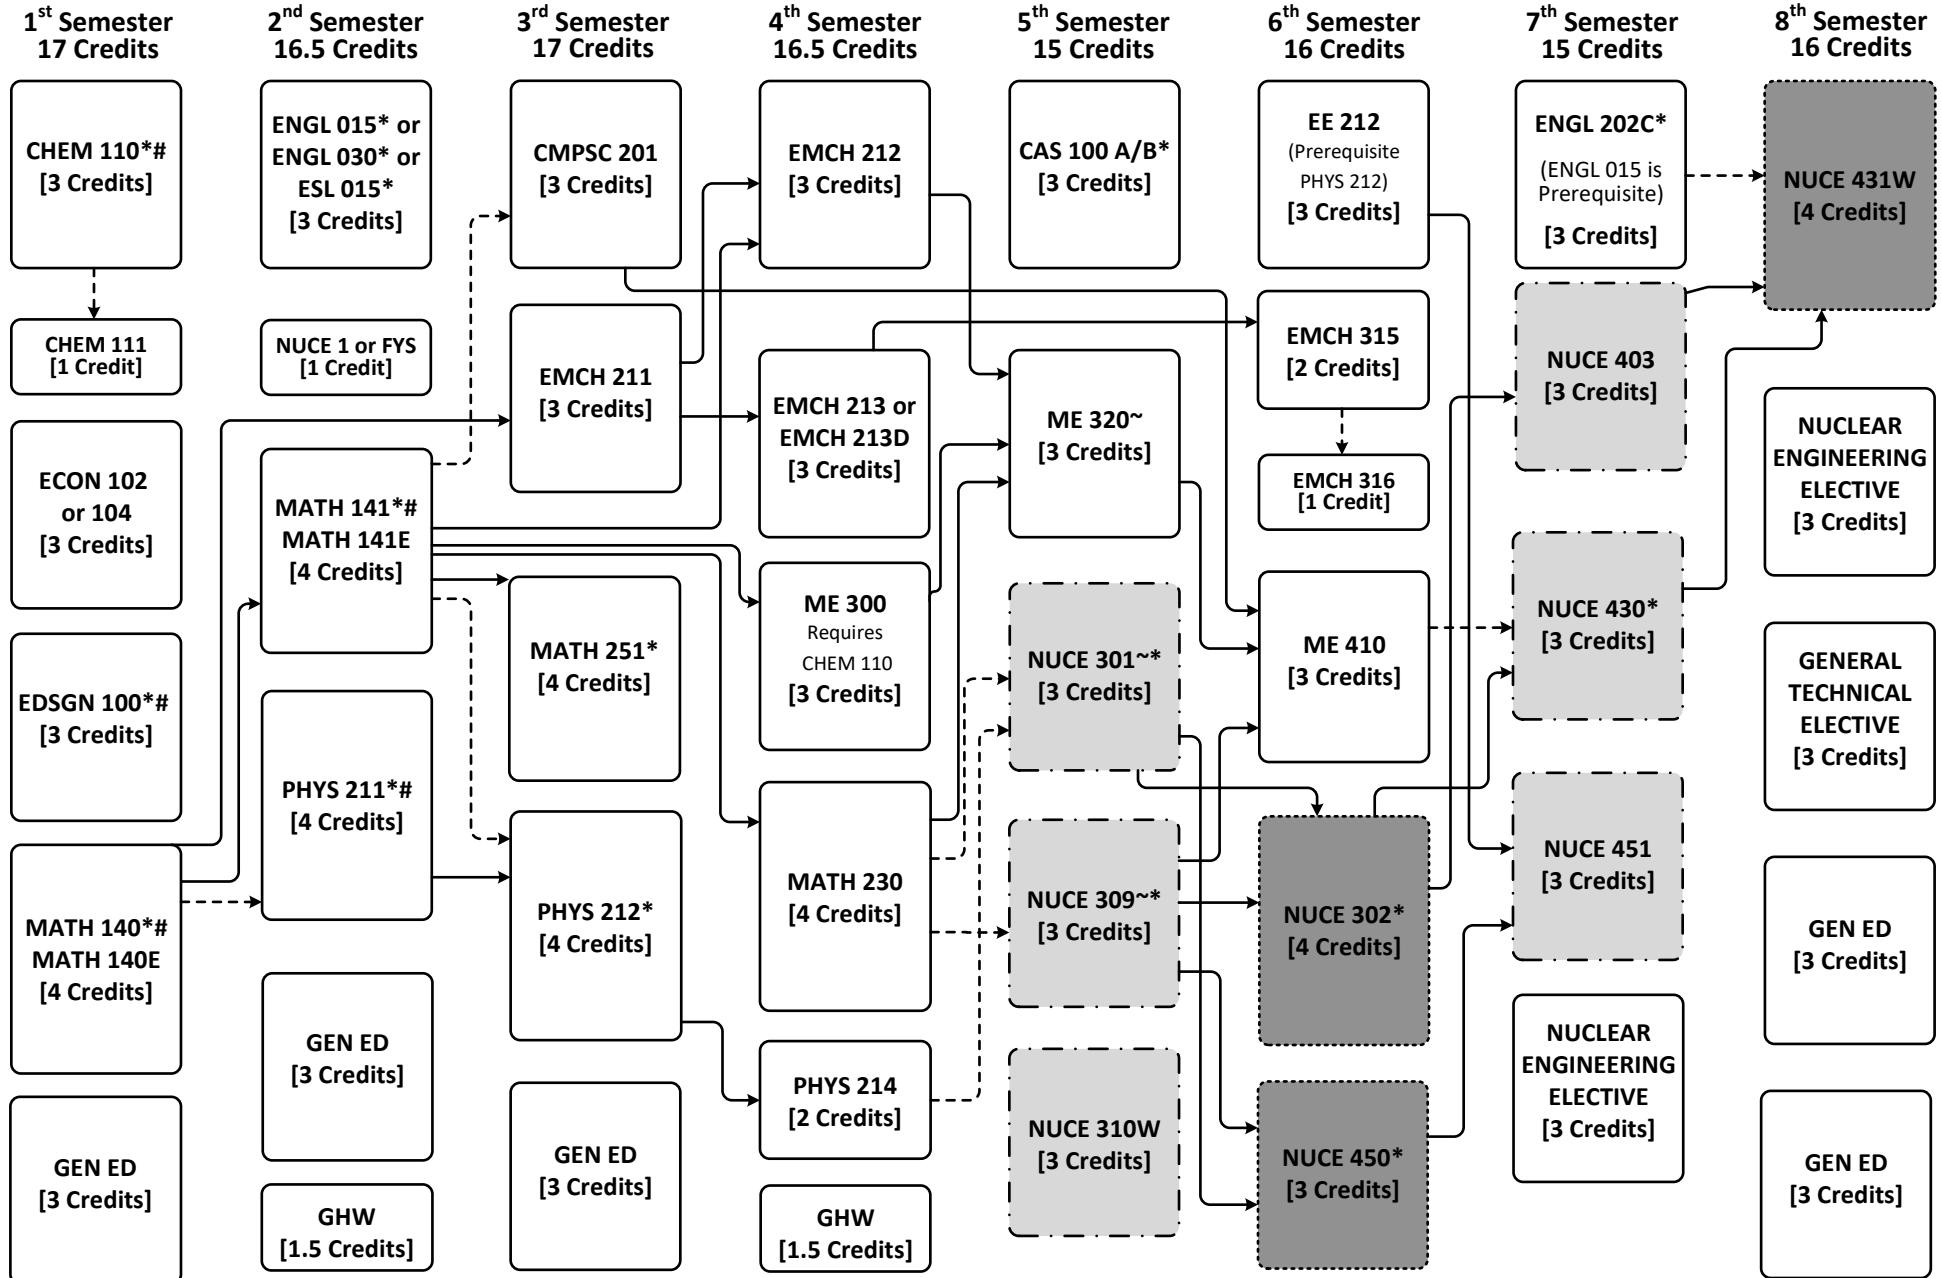 1st Semester
17 Credits
CHEM 110*#
[3 Credits]
CHEM 111
[1 Credit]
ECON 102
or 104
[3 Credits]
EDSGN 100*#
[3 Credits]
MATH 140*#
MATH 140E
[4 Credits]
GEN ED
[3 Credits]
2nd Semester
16.5 Credits
ENGL 015* or
ENGL 030* or
ESL 015*
[3 Credits]
NUCE 1 or FYS
[1 Credit]
MATH 141*#
MATH 141E
[4 Credits]
PHYS 211*#
[4 Credits]
GEN ED
[3 Credits]
GHW
[1.5 Credits]
3rd Semester
17 Credits
CMPSC 201
[3 Credits]
EMCH 211
[3 Credits]
MATH 251*
[4 Credits]
PHYS 212*
[4 Credits]
GEN ED
[3 Credits]
4th Semester
16.5 Credits
EMCH 212
[3 Credits]
EMCH 213 or
EMCH 213D
[3 Credits]
ME 300
Requires
CHEM 110
[3 Credits]
MATH 230
[4 Credits]
PHYS 214
[2 Credits]
GHW
[1.5 Credits]
5th Semester
15 Credits
CAS 100 A/B*
[3 Credits]
ME 320~
[3 Credits]
NUCE 301~*
[3 Credits]
NUCE 309~*
[3 Credits]
NUCE 310W
[3 Credits]
6th Semester
16 Credits
EE 212
(Prerequisite
PHYS 212)
[3 Credits]
EMCH 315
[2 Credits]
EMCH 316
[1 Credit]
ME 410
[3 Credits]
NUCE 302*
[4 Credits]
NUCE 450*
[3 Credits]
7th Semester
15 Credits
ENGL 202C*
(ENGL 015 is
Prerequisite)
[3 Credits]
NUCE 403
[3 Credits]
NUCE 430*
[3 Credits]
NUCE 451
[3 Credits]
NUCLEAR
ENGINEERING
ELECTIVE
[3 Credits]
8th Semester
16 Credits
NUCE 431W
[4 Credits]
NUCLEAR
ENGINEERING
ELECTIVE
[3 Credits]
GENERAL
TECHNICAL
ELECTIVE
[3 Credits]
GEN ED
[3 Credits]
GEN ED
[3 Credits]